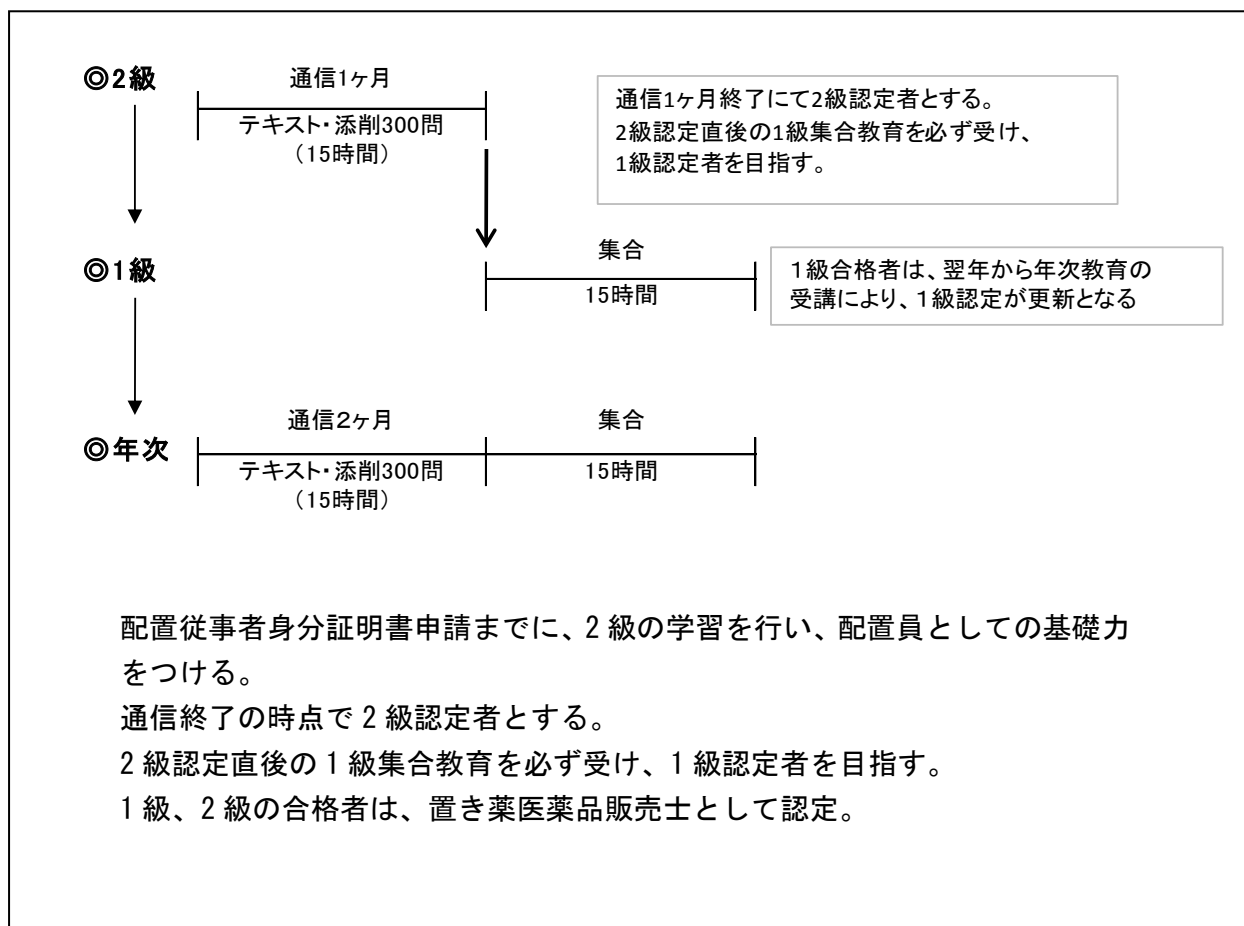 ◎2級
通信1ヶ月
テキスト・添削300問
（15時間）
通信1ヶ月終了にて2級認定者とする。
2級認定直後の1級集合教育を必ず受け、
1級認定者を目指す。
◎1級
集合
15時間
１級合格者は、翌年から年次教育の
受講により、１級認定が更新となる
◎年次
通信２ヶ月
テキスト・添削300問
（15時間）
集合
15時間
配置従事者身分証明書申請までに、2 級の学習を行い、配置員としての基礎力
をつける。
通信終了の時点で 2 級認定者とする。
2 級認定直後の 1 級集合教育を必ず受け、1 級認定者を目指す。
1 級、2 級の合格者は、置き薬医薬品販売士として認定。